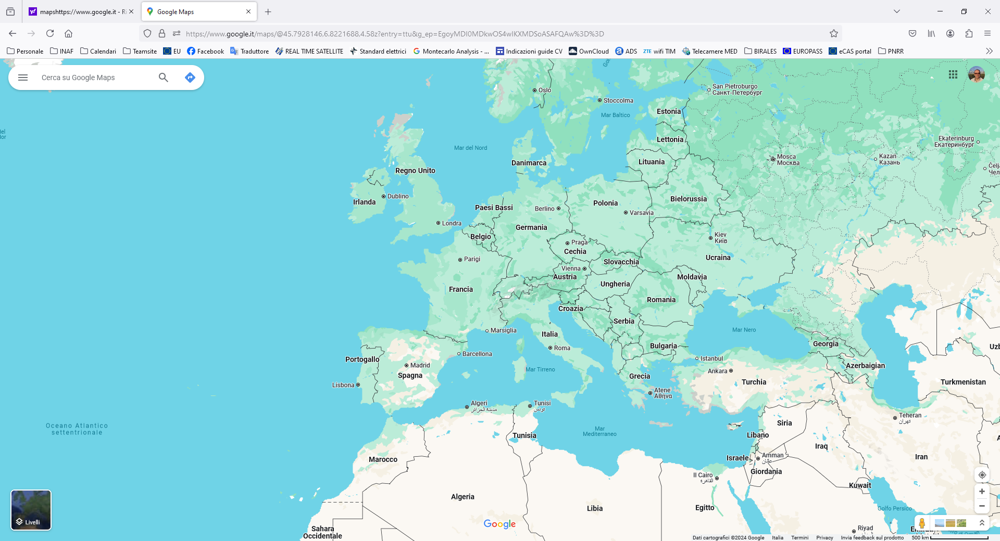 mapshttps://www.google.it - Ri
Google Maps
https://www.google.it/maps/@45.7928146,6.8221688,4.58z?entry=ttu&g_ep=EgoyMDI0MDkwOS4wIKXMDSoASAFQAw%3D%3D
Personale
INAF
Calendari
Teamsite
EU
Facebook
Traduttore
REAL TIME SATELLITE
Standard elettrici
Montecarlo Analysis - ...
Indicazioni guide CV
OwnCloud
ADS
ZTE wifi TIM
Telecamere MED
BIRALES
EUROPASS
eCAS portal
PNRR
Cerca su Google Maps
Oslo
Stoccolma
San Pietroburgo
Санкт-Петербург
Mar Baltico
Estonia
Lettonia
Ekaterinburg
Екатеринбург
Mar del Nord
Danimarca
Lituania
Mosca
Москва
Kazan
Казань
Regno Unito
Dublino
Irlanda
Paesi Bassi
Berlino
Polonia
Varsavia
Bielorussia
Londra
Germania
Belgio
Praga
Cechia
Kiev
Київ
Ucraina
Parigi
Slovacchia
Vienna
Austria
Ungheria
Moldavia
Francia
Romania
Croazia
Serbia
Marsiglia
Italia
Roma
Mar Nero
Bulgaria
Georgia
Barcellona
Portogallo
Madrid
Spagna
Mar Tirreno
Istanbul
Ankara
Azerbaigian
Grecia
Turchia
Turkmenistan
Lisbona
Atene
Αθήνα
Algeri
مدينة الجزائر
Tunisi
تونس
Teheran
تهران
Oceano Atlantico
settentrionale
Mar
Mediterraneo
Siria
Tunisia
Libano
Iraq
Iran
Marocco
Israele
Amman
عمّان
Giordania
Il Cairo
القاهرة
Kuwait
Algeria
Libia
Egitto
Golfo Persico
Livelli
Google
Sahara
Occidentale
Riyad
Dati cartografici ©2024 Google
Italia
Termini
Privacy
Invia feedback sul prodotto
500 km